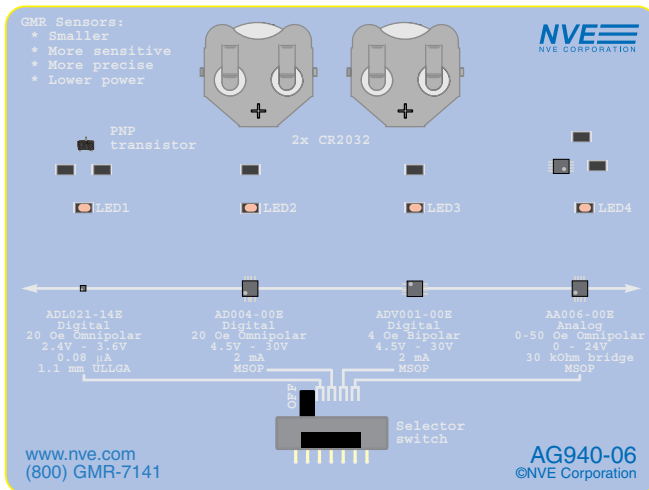 GMR Sensors:
* Smaller
* More sensitive
* More precise
* Lower power
NVE
NVE CORPORATION
PNP
transistor
2x CR2032
LED1
LED2
LED3
LED4
ADL021-14E
Digital
20 Oe Omnipolar
2.4V - 3.6V
0.08 µA
1.1 mm ULLGA
AD004-00E
Digital
20 Oe Omnipolar
4.5V - 30V
2 mA
MSOP
ADV001-00E
Digital
4 Oe Bipolar
4.5V - 30V
2 mA
MSOP
AA006-00E
Analog
0-50 Oe Omnipolar
0 - 24V
30 kOhm bridge
MSOP
OFF
Selector
switch
www.nve.com
(800) GMR-7141
AG940-06
©NVE Corporation